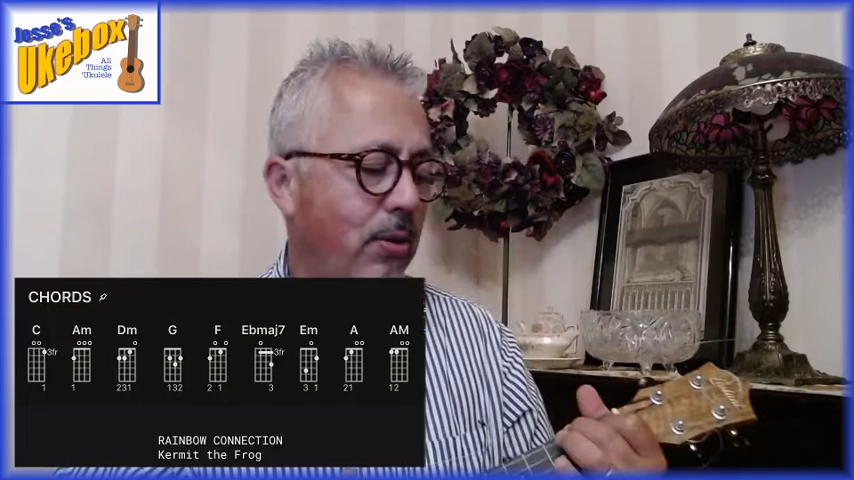 Jesse's
Ukebox
All
Things
'Ukulele
CHORDS
C Am Dm G F Ebmaj7 Em A AM
3fr 3fr
1 1 231 132 2 1 3 3 1 21 12
RAINBOW CONNECTION
Kermit the Frog